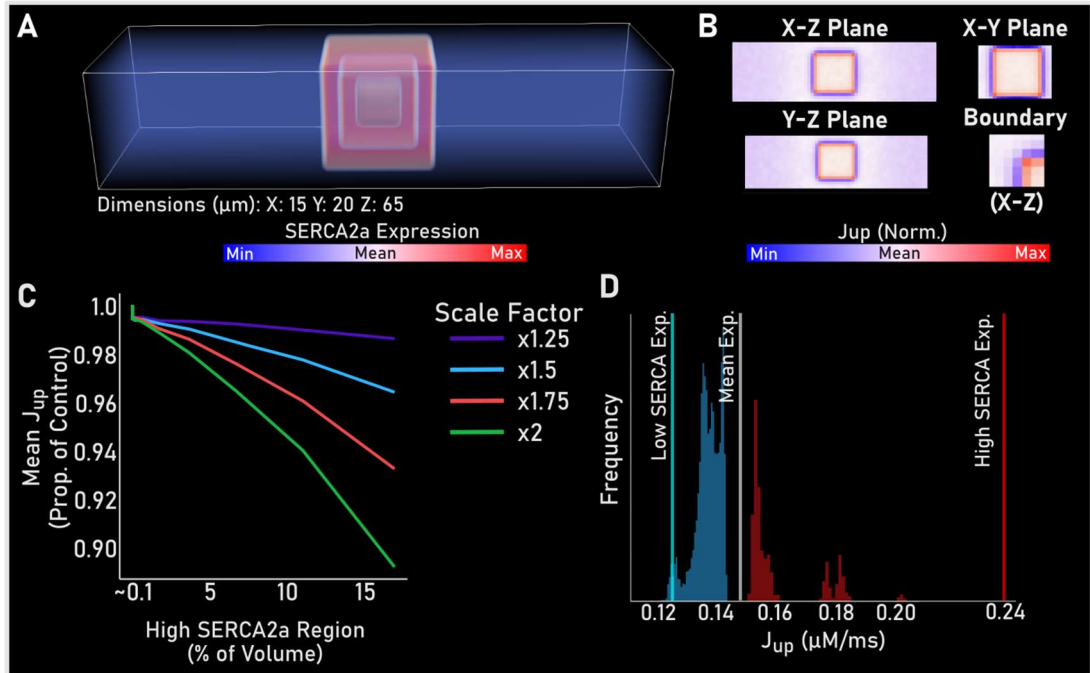 A
Dimensions (µm): X: 15 Y: 20 Z: 65
SERCA2a Expression
Min Mean Max
B
X-Z Plane
X-Y Plane
Y-Z Plane
Boundary
(X-Z)
Jup (Norm.)
Min Mean Max
C
Mean Jup
(Prop. of Control)
1.0
0.98
0.96
0.94
0.92
0.90
~0.1 5 10 15
High SERCA2a Region
(% of Volume)
Scale Factor
x1.25
x1.5
x1.75
x2
D
Frequency
Low SERCA Exp.
Mean Exp.
High SERCA Exp.
0.12 0.14 0.16 0.18 0.20 0.24
Jup (µM/ms)